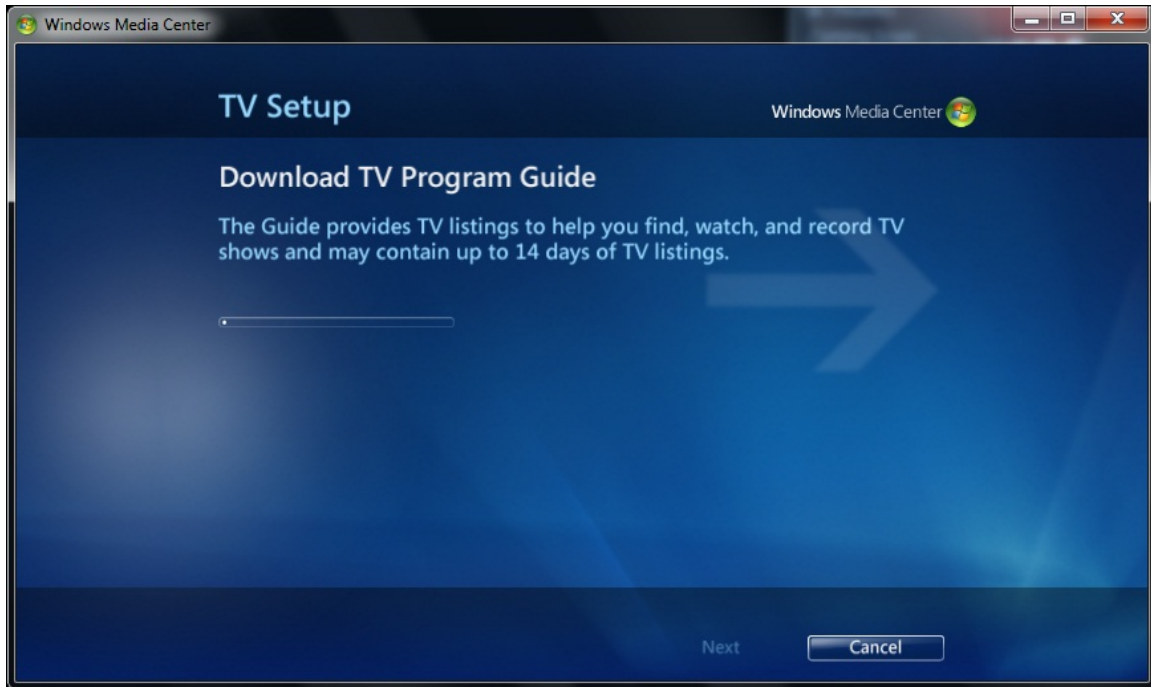 Windows Media Center
TV Setup
Windows Media Center
Download TV Program Guide
The Guide provides TV listings to help you find, watch, and record TV
shows and may contain up to 14 days of TV listings.
Next
Cancel